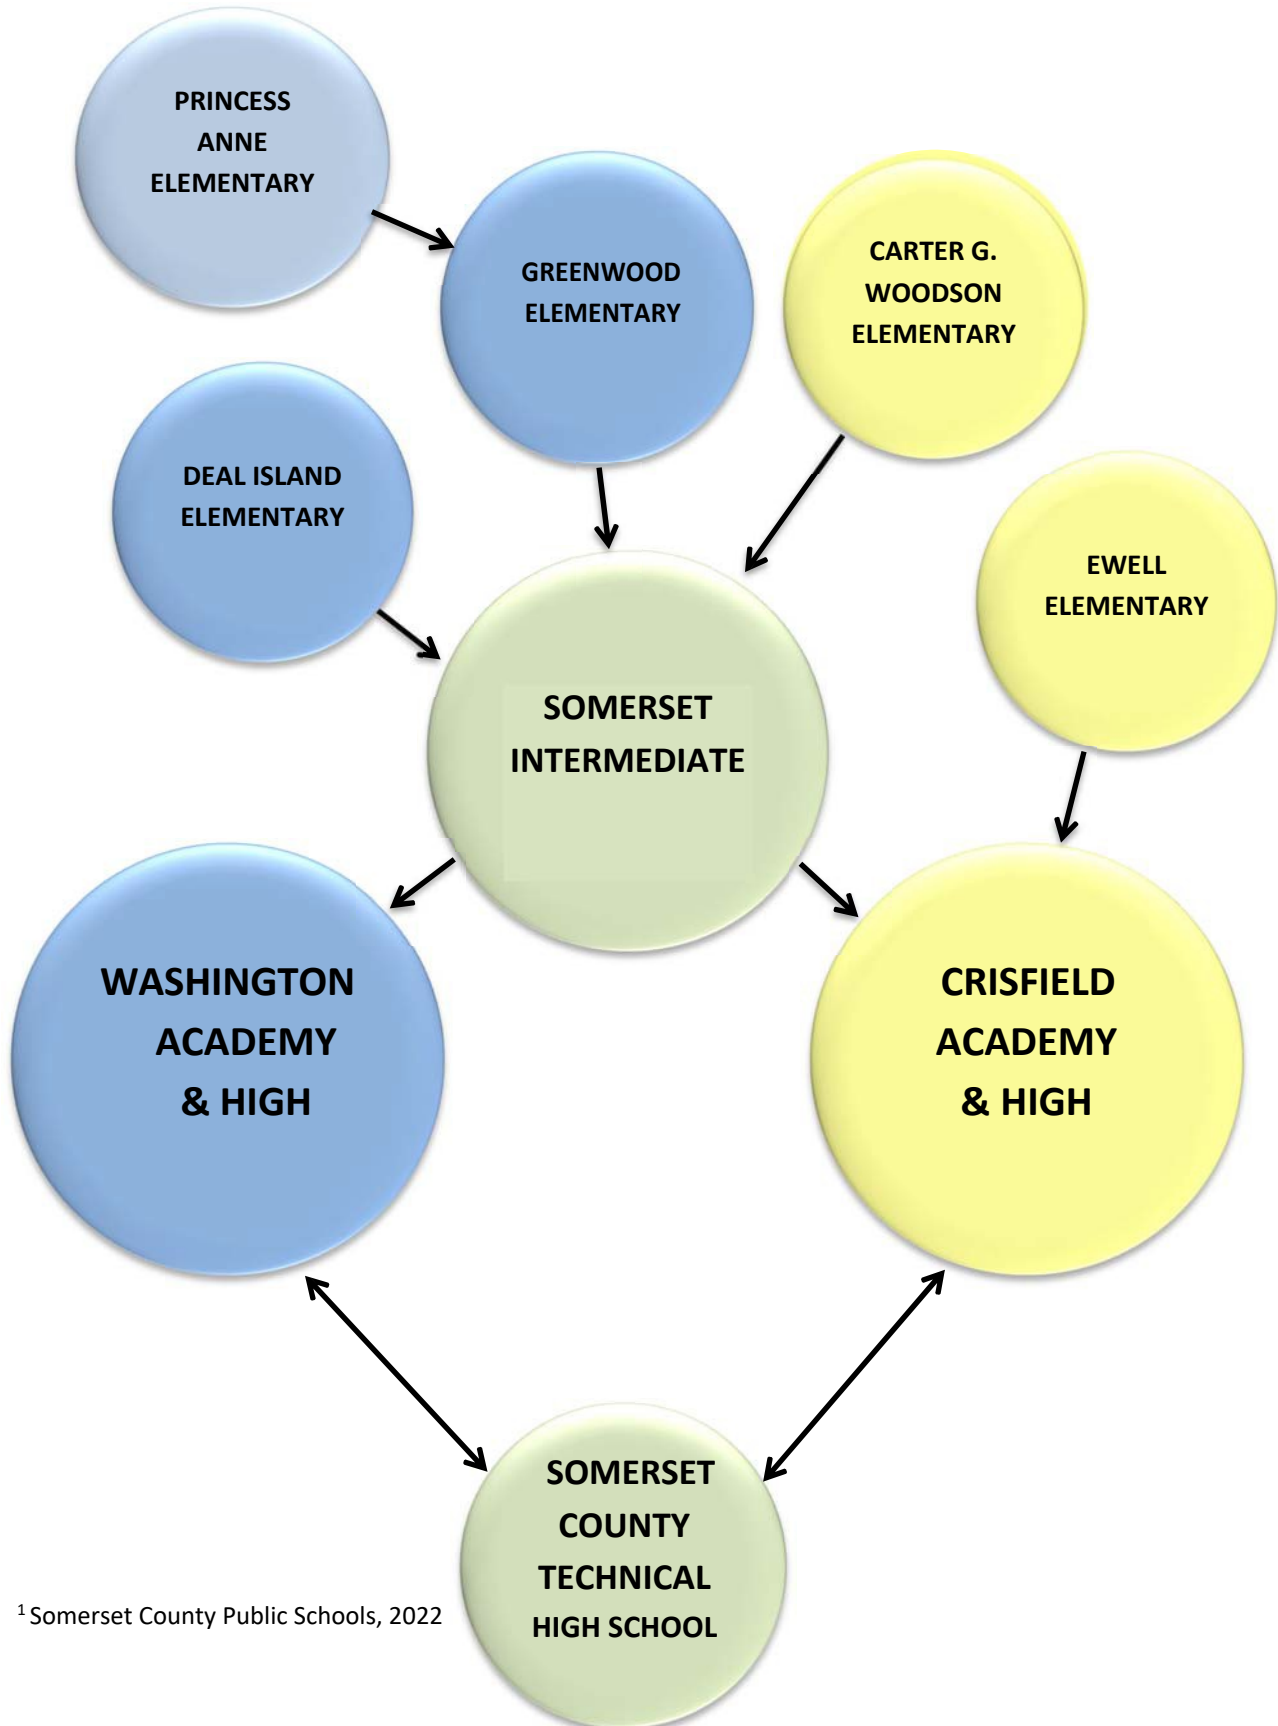 PRINCESS
ANNE
ELEMENTARY
GREENWOOD
ELEMENTARY
CARTER G.
WOODSON
ELEMENTARY
DEAL ISLAND
ELEMENTARY
EWELL
ELEMENTARY
SOMERSET
INTERMEDIATE
WASHINGTON
ACADEMY
& HIGH
CRISFIELD
ACADEMY
& HIGH
SOMERSET
COUNTY
TECHNICAL
HIGH SCHOOL
¹ Somerset County Public Schools, 2022